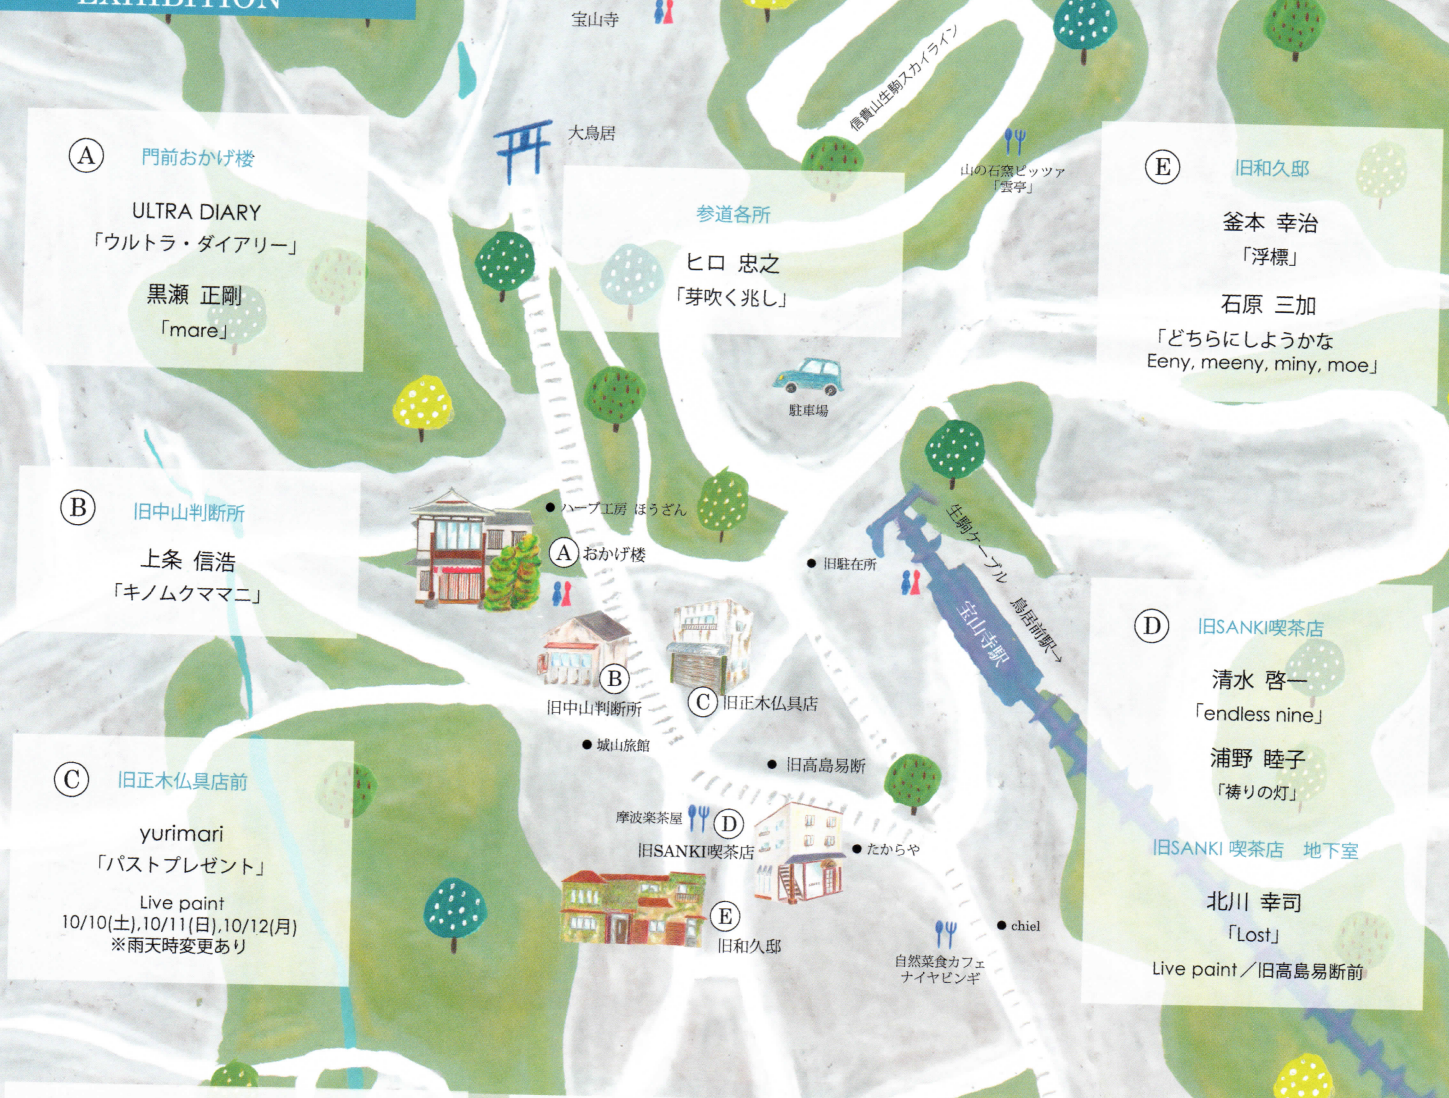 EXHIBITION
宝山寺
大鳥居
信貴山生駒スカイライン
山の石窯ピッツァ
「雲亭」
A 門前おかげ楼
ULTRA DIARY
「ウルトラ・ダイアリー」
黒瀬 正剛
「mare」
参道各所
ヒロ 忠之
「芽吹く兆し」
E 旧和久邸
釜本 幸治
「浮標」
石原 三加
「どちらにしようかな
Eeny, meeny, miny, moe」
駐車場
B 旧中山判断所
上条 信浩
「キノムクママニ」
ハーブ工房 ほうざん
A おかげ楼
旧駐在所
生駒ケーブル 鳥居前駅→
宝山寺駅
B
旧中山判断所
C 旧正木仏具店
城山旅館
旧高島易断
摩波楽茶屋
D
旧SANKI喫茶店
たからや
E
旧和久邸
chiel
自然菜食カフェ
ナイヤビンギ
C 旧正木仏具店前
yurimari
「パストプレゼント」
Live paint
10/10(土),10/11(日),10/12(月)
※雨天時変更あり
D 旧SANKI喫茶店
清水 啓一
「endless nine」
浦野 睦子
「祷りの灯」
旧SANKI 喫茶店 地下室
北川 幸司
「Lost」
Live paint／旧高島易断前